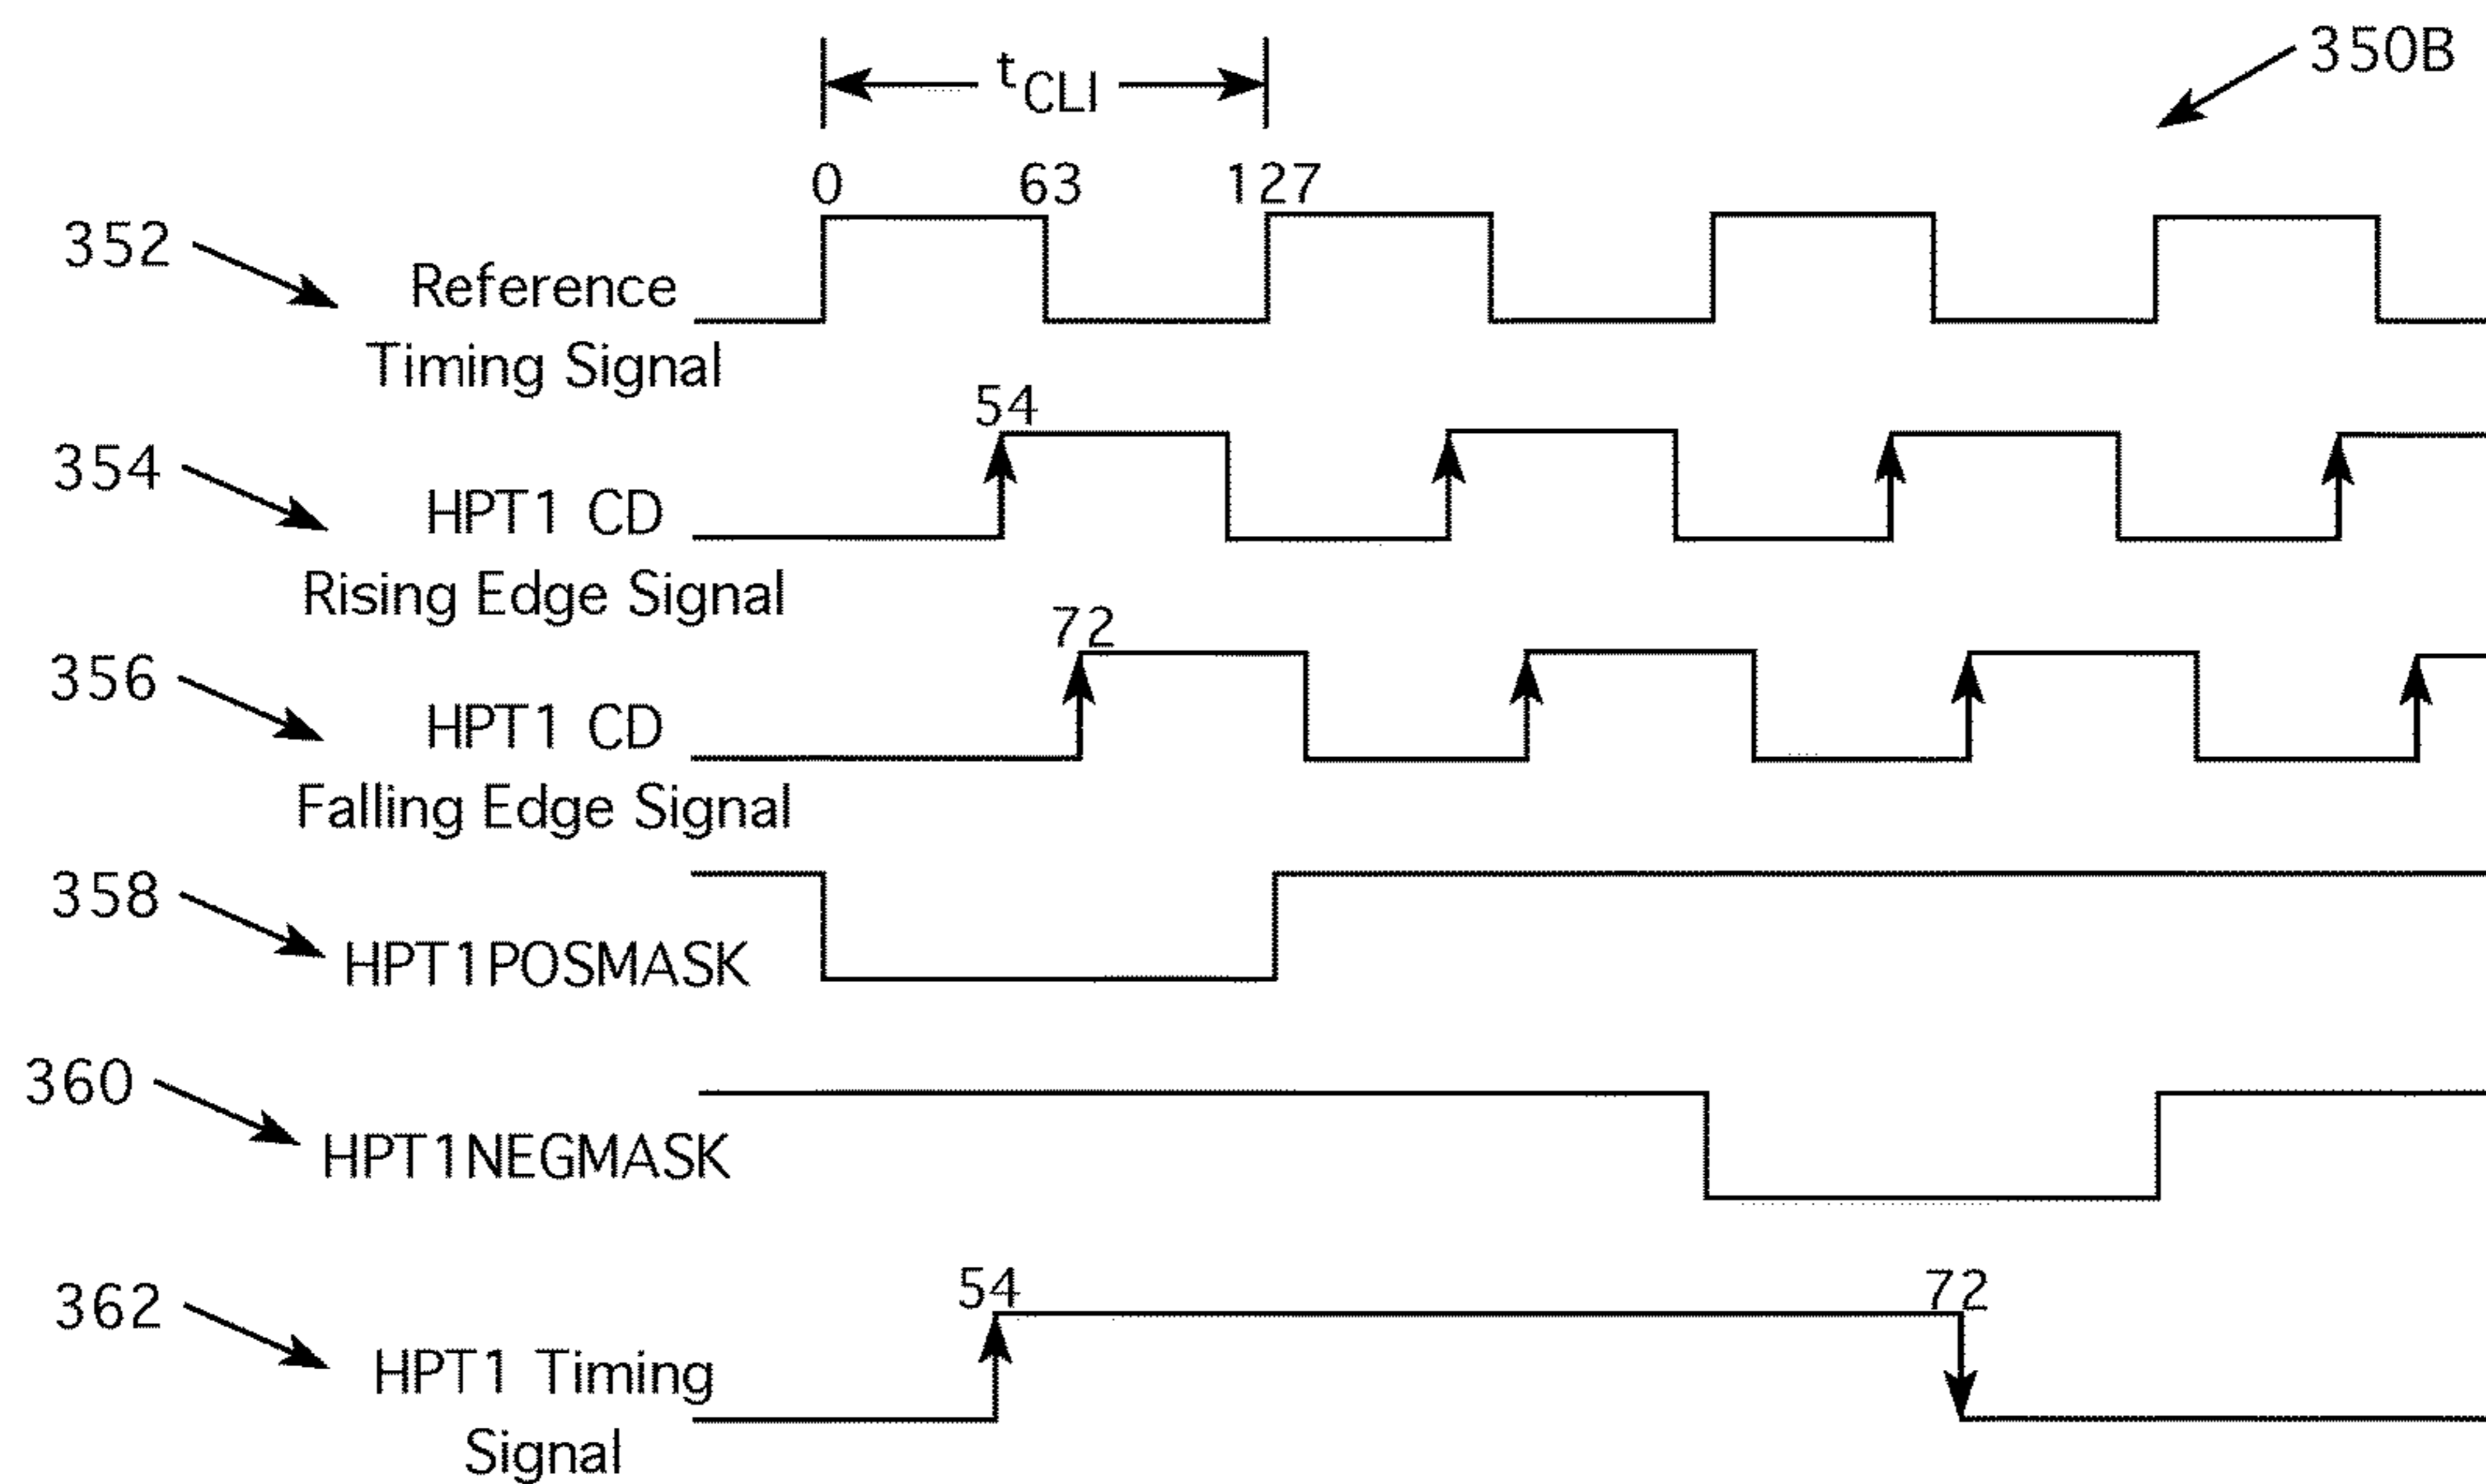 350B
tCLI
0 63 127
352
Reference
Timing Signal
54
354
HPT1 CD
Rising Edge Signal
72
356
HPT1 CD
Falling Edge Signal
358
HPT1POSMASK
360
HPT1NEGMASK
54 72
362
HPT1 Timing
Signal